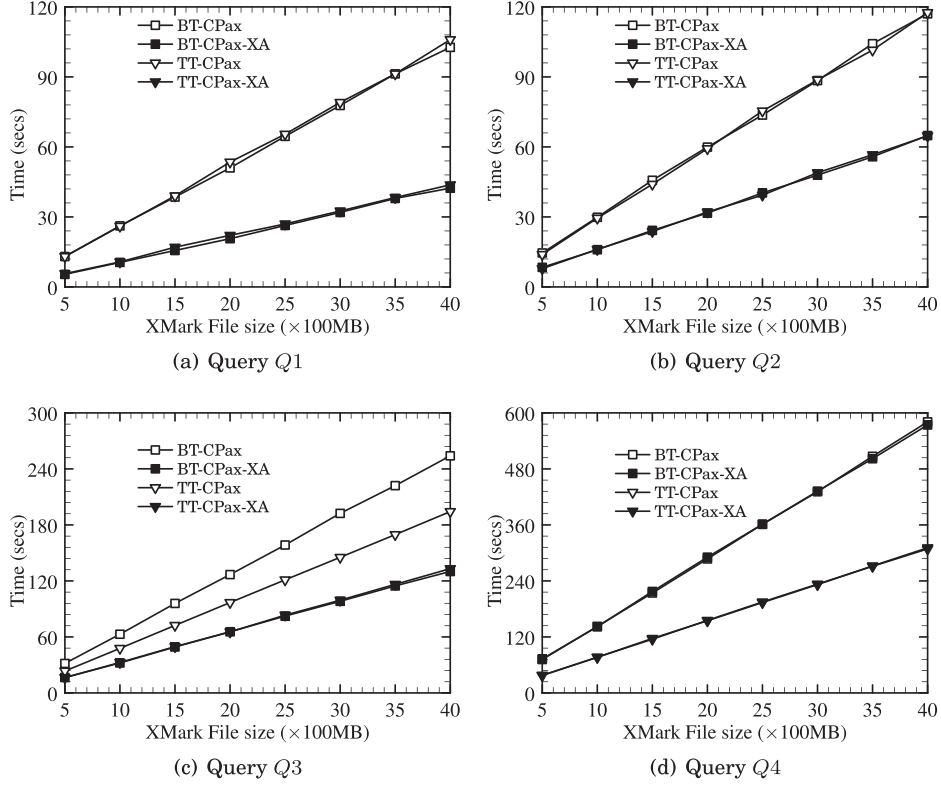 120
90
60
30
0
Time (secs)
BT-CPax
BT-CPax-XA
TT-CPax
TT-CPax-XA
5 10 15 20 25 30 35 40
XMark File size (×100MB)
(a) Query Q1
120
90
60
30
0
Time (secs)
BT-CPax
BT-CPax-XA
TT-CPax
TT-CPax-XA
5 10 15 20 25 30 35 40
XMark File size (×100MB)
(b) Query Q2
300
240
180
120
60
0
Time (secs)
BT-CPax
BT-CPax-XA
TT-CPax
TT-CPax-XA
5 10 15 20 25 30 35 40
XMark File size (×100MB)
(c) Query Q3
600
480
360
240
120
0
Time (secs)
BT-CPax
BT-CPax-XA
TT-CPax
TT-CPax-XA
5 10 15 20 25 30 35 40
XMark File size (×100MB)
(d) Query Q4